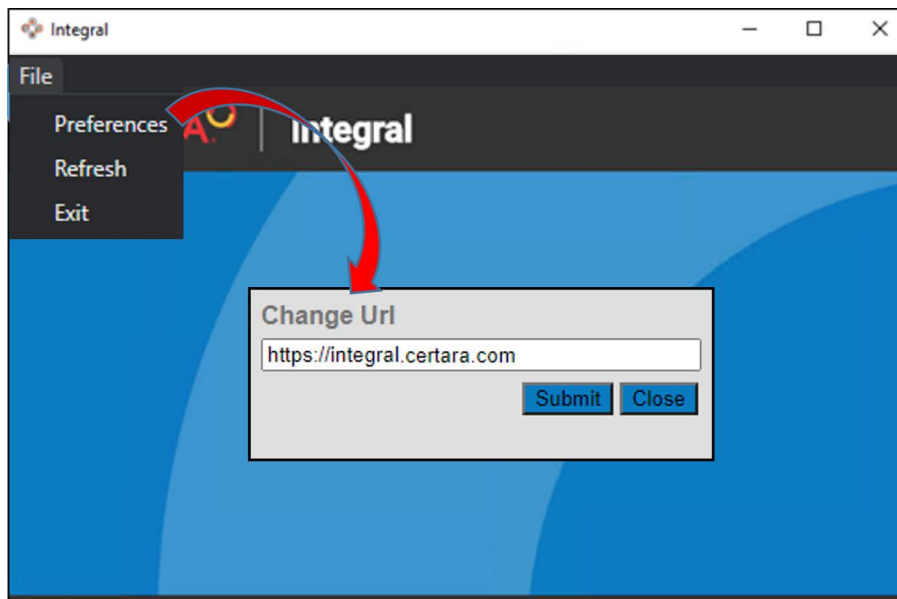 Integral
File
Preferences
A.
Integral
Refresh
Exit
Change Url
https://integral.certara.com
Submit Close